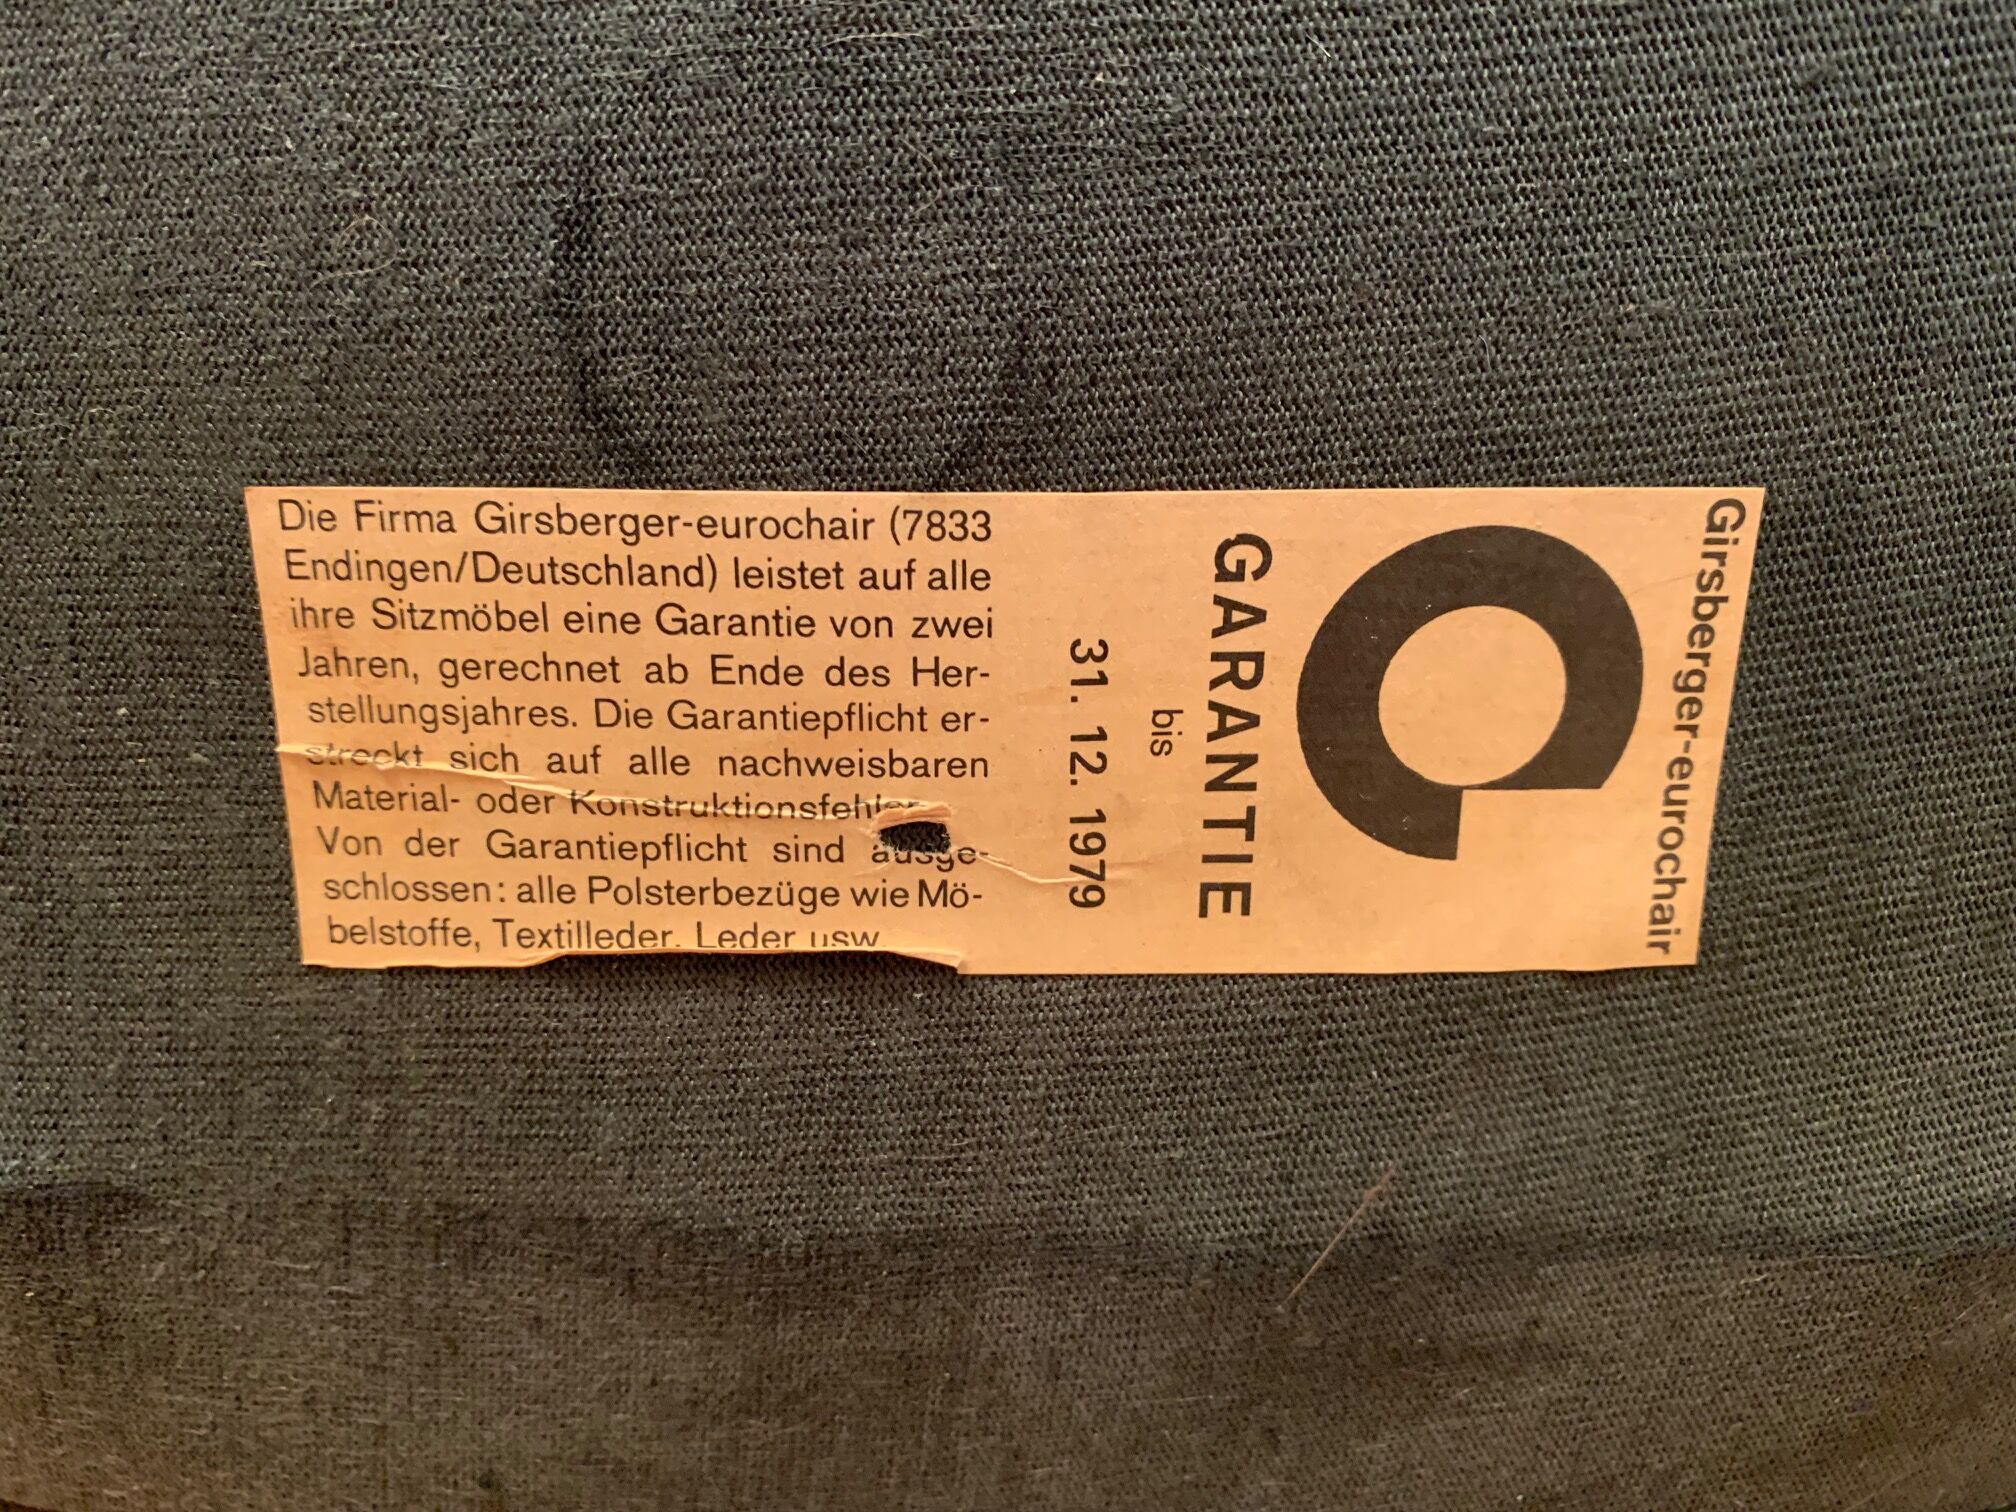 Die Firma Girsberger-eurochair (7833
Endingen/Deutschland) leistet auf alle
ihre Sitzmöbel eine Garantie von zwei
Jahren, gerechnet ab Ende des Her-
stellungsjahres. Die Garantiepflicht er-
streckt sich auf alle nachweisbaren
Material- oder Konstruktionsfehler.
Von der Garantiepflicht sind ausge-
schlossen: alle Polsterbezüge wie Mö-
belstoffe, Textilleder, Leder usw.
Girsberger-eurochair
GARANTIE
bis
31. 12. 1979